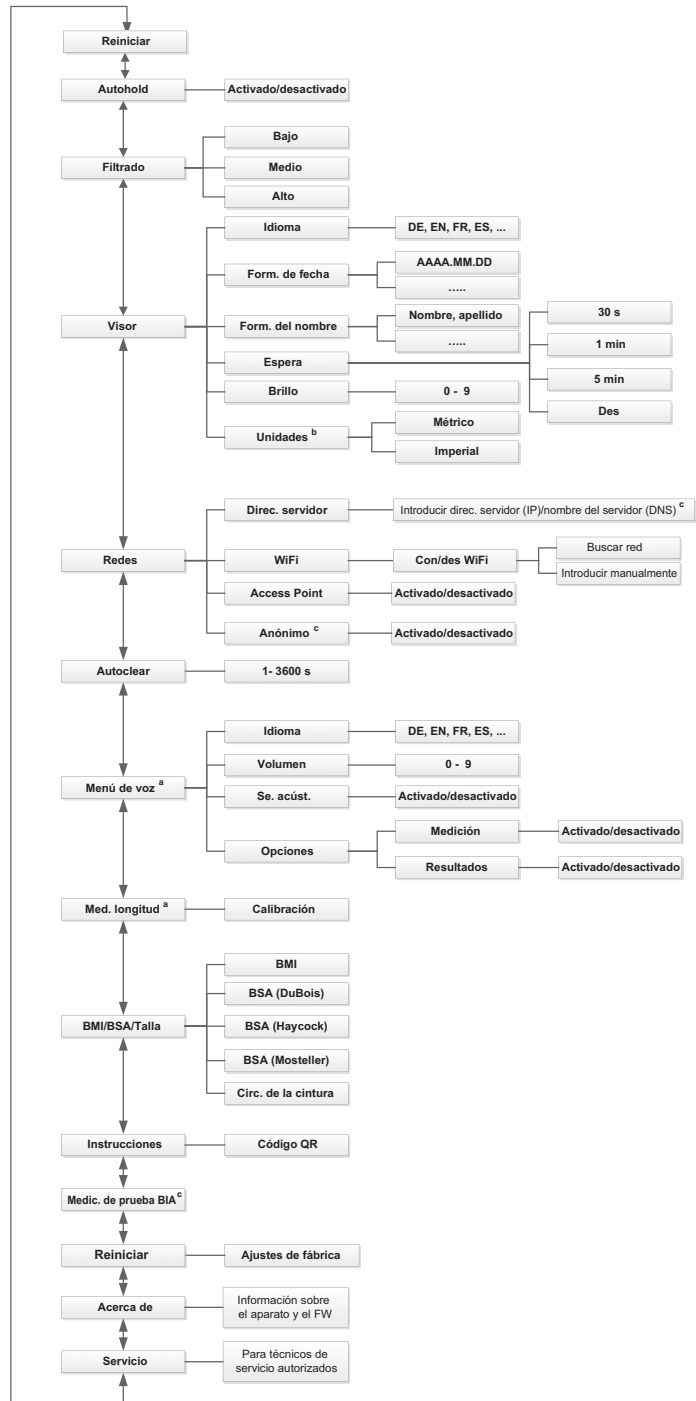 Reiniciar
Autohold
Activado/desactivado
Filtrado
Bajo
Medio
Alto
Visor
Idioma
DE, EN, FR, ES, ...
Form. de fecha
AAAA.MM.DD
.....
Form. del nombre
Nombre, apellido
.....
Espera
30 s
1 min
5 min
Des
Brillo
0 - 9
Unidades b
Métrico
Imperial
Redes
Direc. servidor
Introducir direc. servidor (IP)/nombre del servidor (DNS) c
WiFi
Con/des WiFi
Buscar red
Introducir manualmente
Access Point
Activado/desactivado
Anónimo c
Activado/desactivado
Autoclear
1- 3600 s
Menú de voz a
Idioma
DE, EN, FR, ES, ...
Volumen
0 - 9
Se. acúst.
Activado/desactivado
Opciones
Medición
Activado/desactivado
Resultados
Activado/desactivado
Med. longitud a
Calibración
BMI/BSA/Talla
BMI
BSA (DuBois)
BSA (Haycock)
BSA (Mosteller)
Circ. de la cintura
Instrucciones
Código QR
Medic. de prueba BIA c
Reiniciar
Ajustes de fábrica
Acerca de
Información sobre
el aparato y el FW
Servicio
Para técnicos de
servicio autorizados